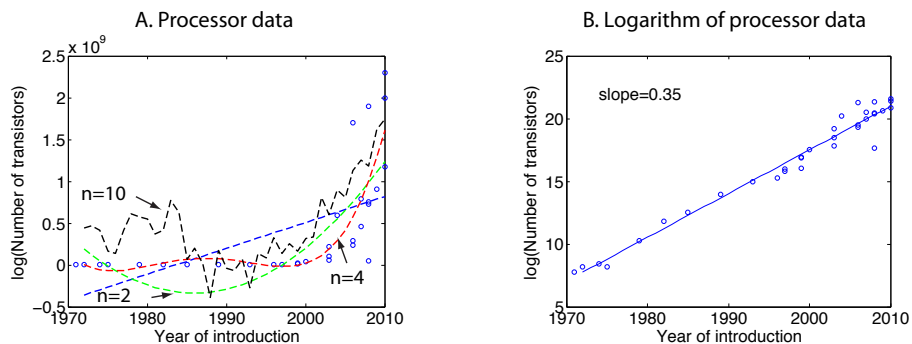 A. Processor data
x 10^9
2.5
2
1.5
1
0.5
0
−0.5
1970
1980
1990
2000
2010
log(Number of transistors)
Year of introduction
n=10
n=2
n=4
B. Logarithm of processor data
25
20
15
10
5
1970
1980
1990
2000
2010
log(Number of transistors)
Year of introduction
slope=0.35